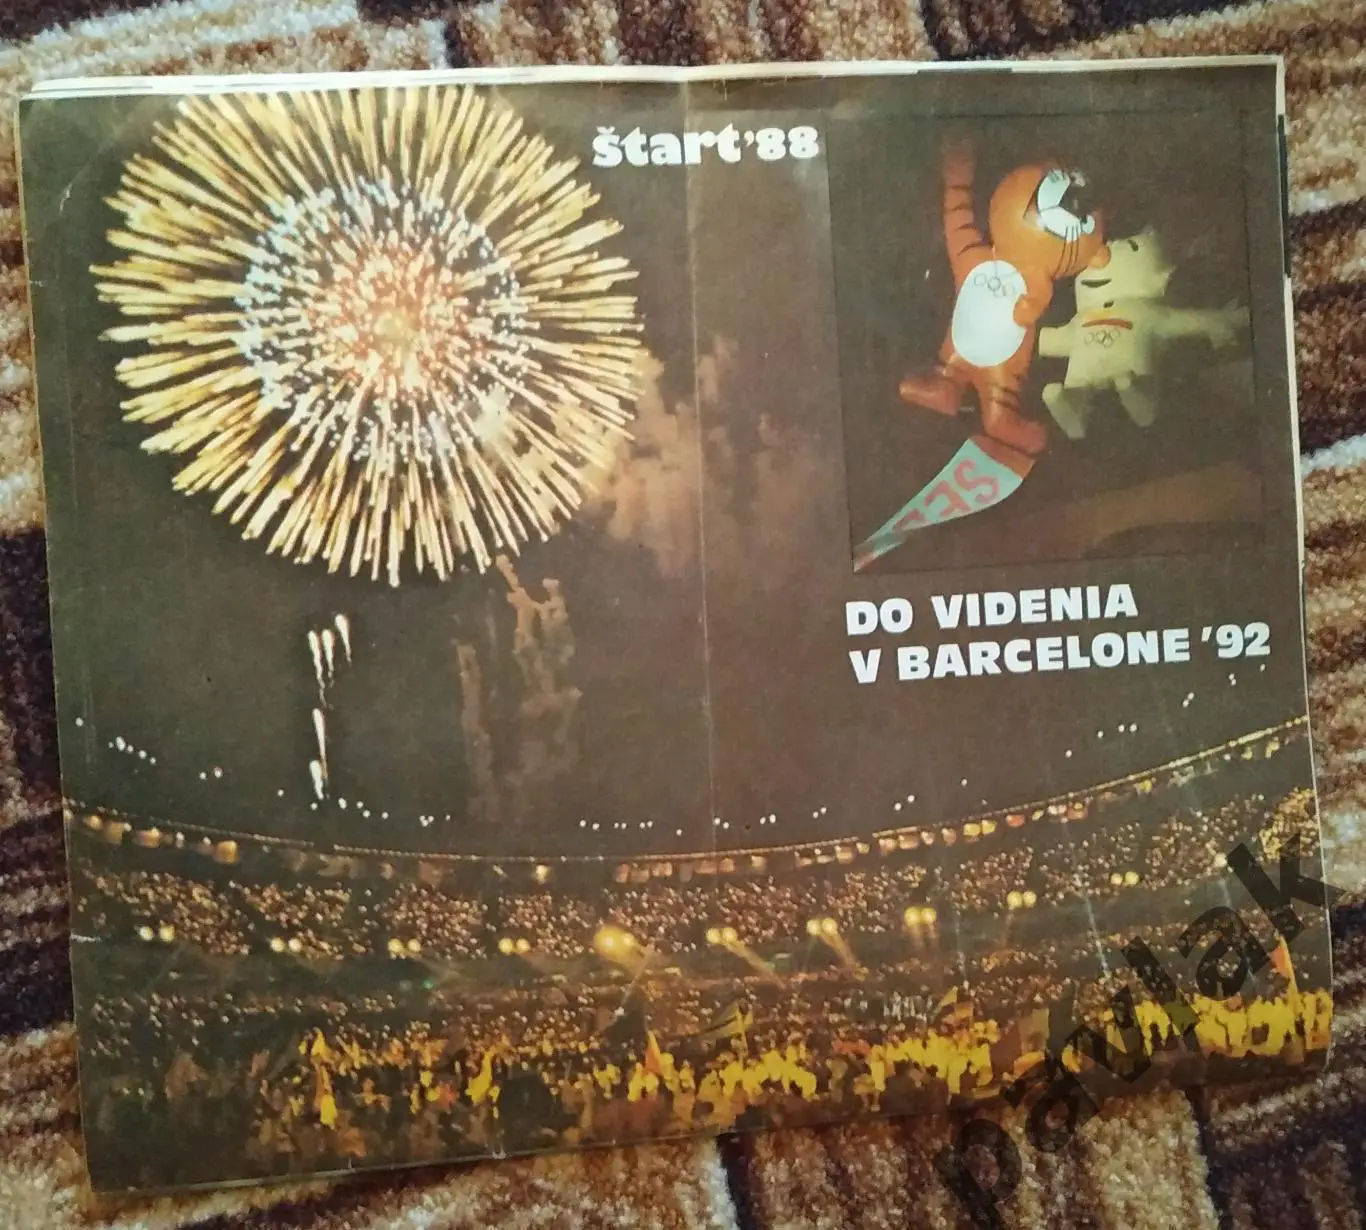 štart'88
DO VIDENIA
V BARCELONE '92
pavlak